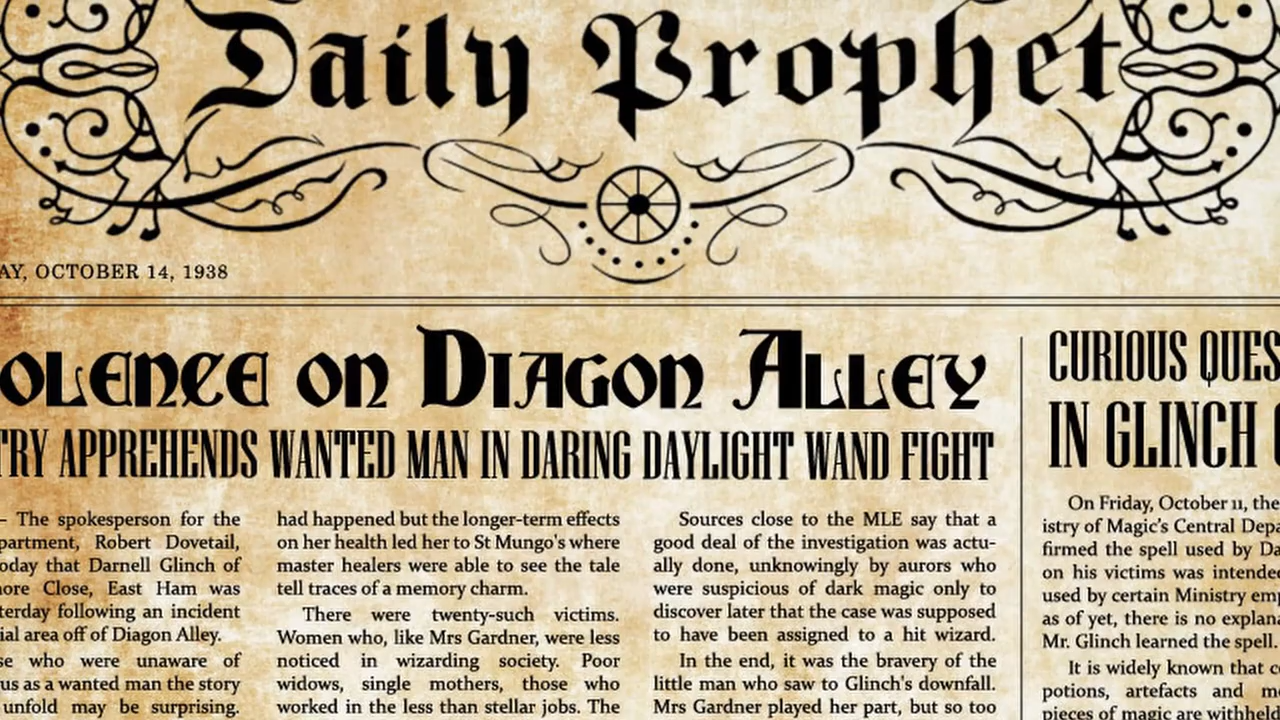 Daily Prophet
AY, OCTOBER 14, 1938
OLENCE ON DIAGON ALLEY
TRY APPREHENDS WANTED MAN IN DARING DAYLIGHT WAND FIGHT
– The spokesperson for the
partment, Robert Dovetail,
oday that Darnell Glinch of
nore Close, East Ham was
terday following an incident
ial area off of Diagon Alley.
se who were unaware of
us as a wanted man the story
unfold may be surprising.
had happened but the longer-term effects
on her health led her to St Mungo's where
master healers were able to see the tale
tell traces of a memory charm.
There were twenty-such victims.
Women who, like Mrs Gardner, were less
noticed in wizarding society. Poor
widows, single mothers, those who
worked in the less than stellar jobs. The
Sources close to the MLE say that a
good deal of the investigation was actu-
ally done, unknowingly by aurors who
were suspicious of dark magic only to
discover later that the case was supposed
to have been assigned to a hit wizard.
In the end, it was the bravery of the
little man who saw to Glinch's downfall.
Mrs Gardner played her part, but so too
CURIOUS QUES
IN GLINCH
On Friday, October 11, the
istry of Magic's Central Depa
firmed the spell used by Da
on his victims was intended
used by certain Ministry emp
as of yet, there is no explana
Mr. Glinch learned the spell.
It is widely known that c
potions, artefacts and m
pieces of magic are withheld